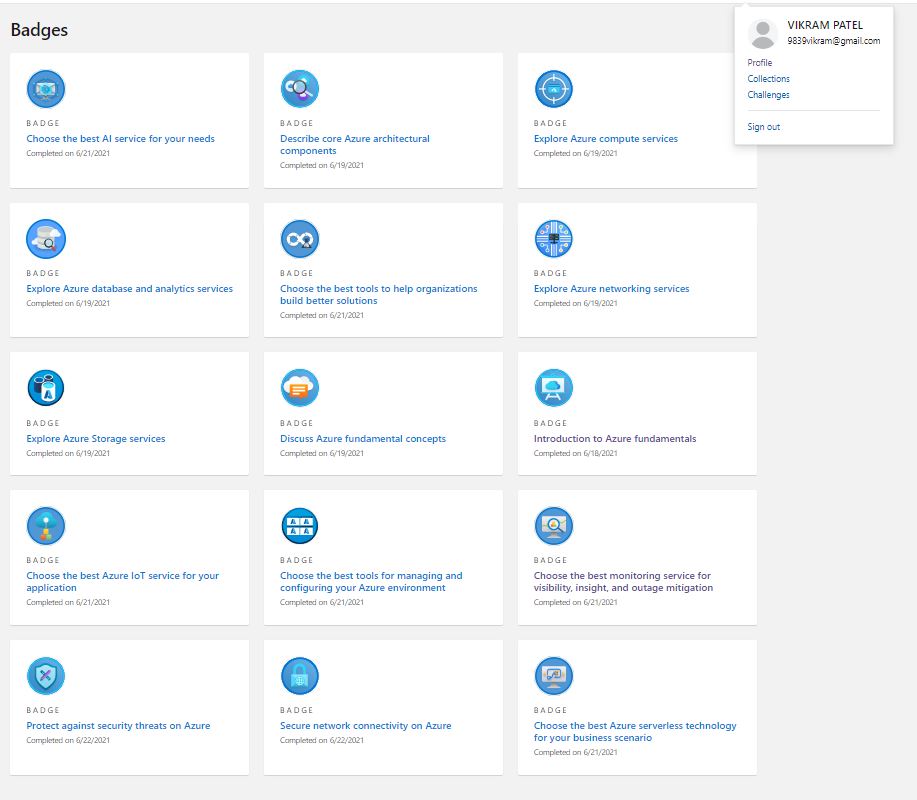 Badges
VIKRAM PATEL
9839vikram@gmail.com
Profile
Collections
Challenges
Sign out
BADGE
Choose the best AI service for your needs
Completed on 6/21/2021
BADGE
Describe core Azure architectural
components
Completed on 6/19/2021
BADGE
Explore Azure compute services
Completed on 6/19/2021
BADGE
Explore Azure database and analytics services
Completed on 6/19/2021
BADGE
Choose the best tools to help organizations
build better solutions
Completed on 6/21/2021
BADGE
Explore Azure networking services
Completed on 6/19/2021
BADGE
Explore Azure Storage services
Completed on 6/19/2021
BADGE
Discuss Azure fundamental concepts
Completed on 6/19/2021
BADGE
Introduction to Azure fundamentals
Completed on 6/18/2021
BADGE
Choose the best Azure IoT service for your
application
Completed on 6/21/2021
BADGE
Choose the best tools for managing and
configuring your Azure environment
Completed on 6/21/2021
BADGE
Choose the best monitoring service for
visibility, insight, and outage mitigation
Completed on 6/21/2021
BADGE
Protect against security threats on Azure
Completed on 6/22/2021
BADGE
Secure network connectivity on Azure
Completed on 6/22/2021
BADGE
Choose the best Azure serverless technology
for your business scenario
Completed on 6/21/2021